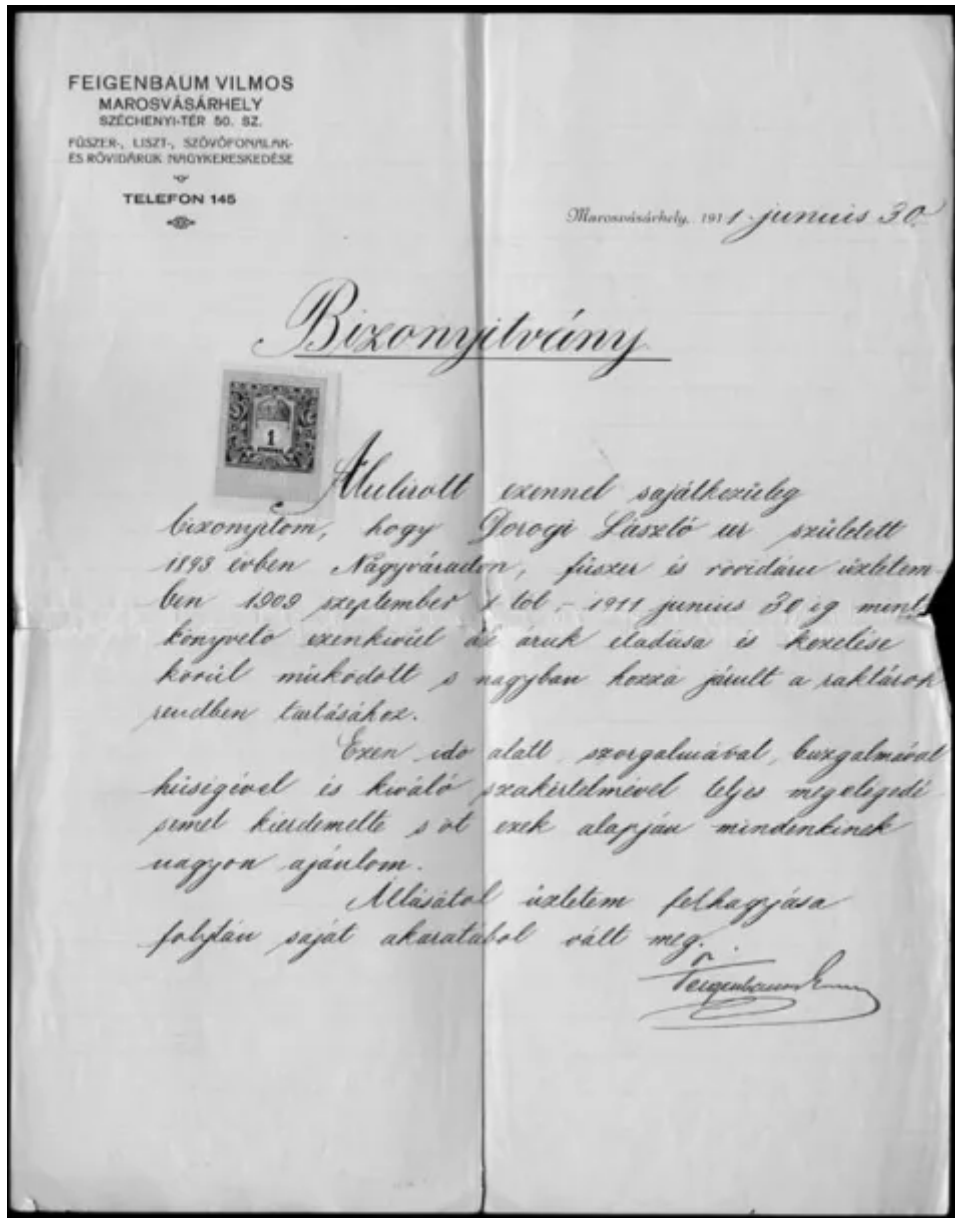 FEIGENBAUM VILMOS
MAROSVÁSÁRHELY
SZÉCHENYI-TÉR 50. SZ.
FŰSZER-, LISZT-, SZÖVŐFONALAK-
ÉS RÖVIDÁRUK NAGYKERESKEDÉSE
TELEFON 145
Marosvásárhely, 1911 junius 30.
Bizonyitvány
1
Alulirott ezennel sajátkezüleg
bizonyitom, hogy Dorogi László ur született
1893 évben Nagyváradon, füszer és rövidáru üzletem-
ben 1909 szeptember 1 től – 1911 junius 30 ig mint
könyvelő ezenkivül az áruk eladása és kezelése
körül müködött s nagyban hozzá járult a raktárok
rendben tartásához.
Ezen idő alatt szorgalmával, buzgalmával
hüségével és kiváló szakértelmével teljes megelégedé
semet kiérdemelte s őt ezek alapján mindenkinek
nagyon ajánlom.
Állásától üzletem felhagyása
folytán saját akaratából vált meg.
Feigenbaum